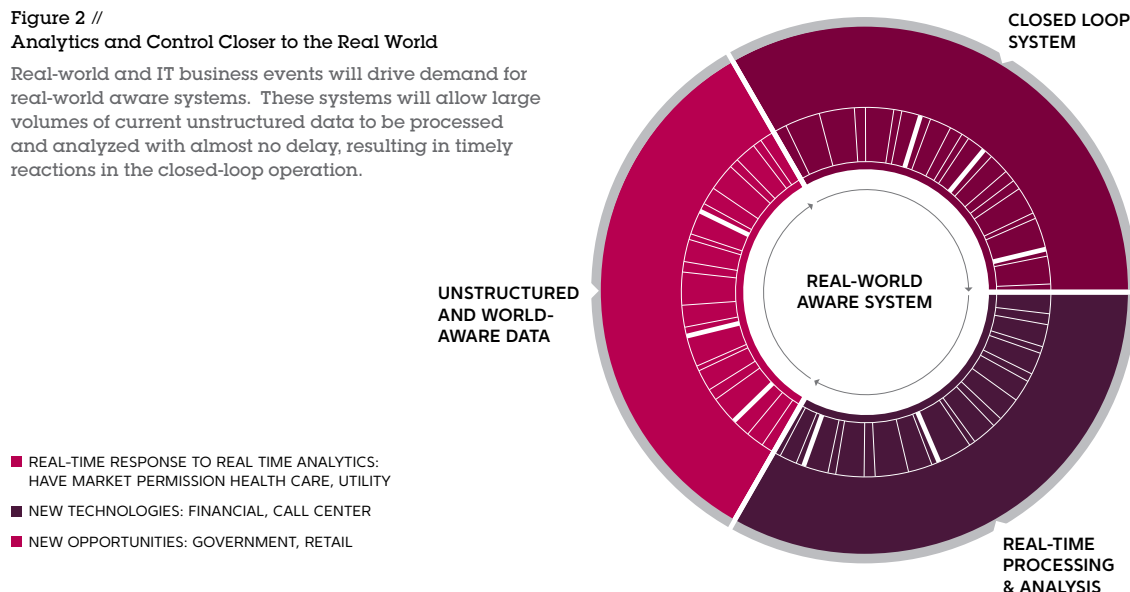 Figure 2 //
Analytics and Control Closer to the Real World
Real-world and IT business events will drive demand for
real-world aware systems. These systems will allow large
volumes of current unstructured data to be processed
and analyzed with almost no delay, resulting in timely
reactions in the closed-loop operation.
CLOSED LOOP
SYSTEM
UNSTRUCTURED
AND WORLD-
AWARE DATA
REAL-WORLD
AWARE SYSTEM
REAL-TIME RESPONSE TO REAL TIME ANALYTICS:
HAVE MARKET PERMISSION HEALTH CARE, UTILITY
NEW TECHNOLOGIES: FINANCIAL, CALL CENTER
NEW OPPORTUNITIES: GOVERNMENT, RETAIL
REAL-TIME
PROCESSING
& ANALYSIS